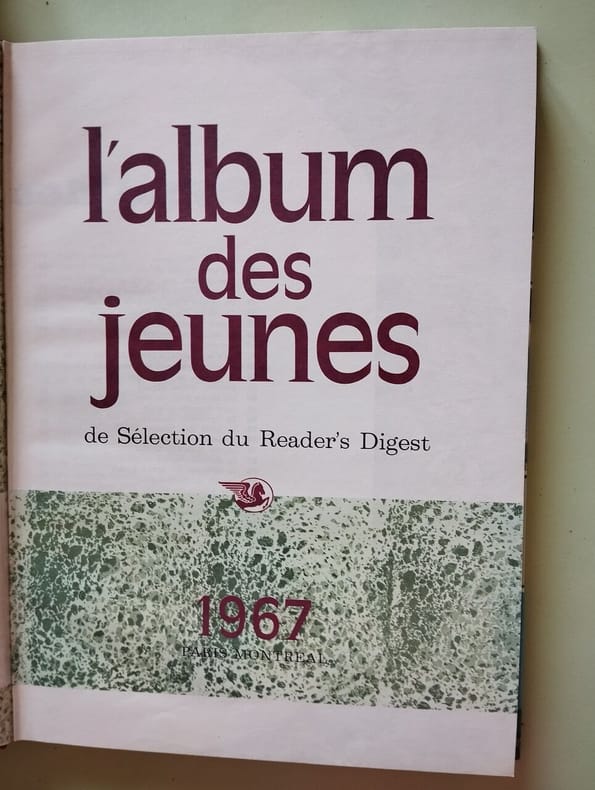 l'album
des
jeunes
de Sélection du Reader's Digest
1967
PARIS MONTREAL